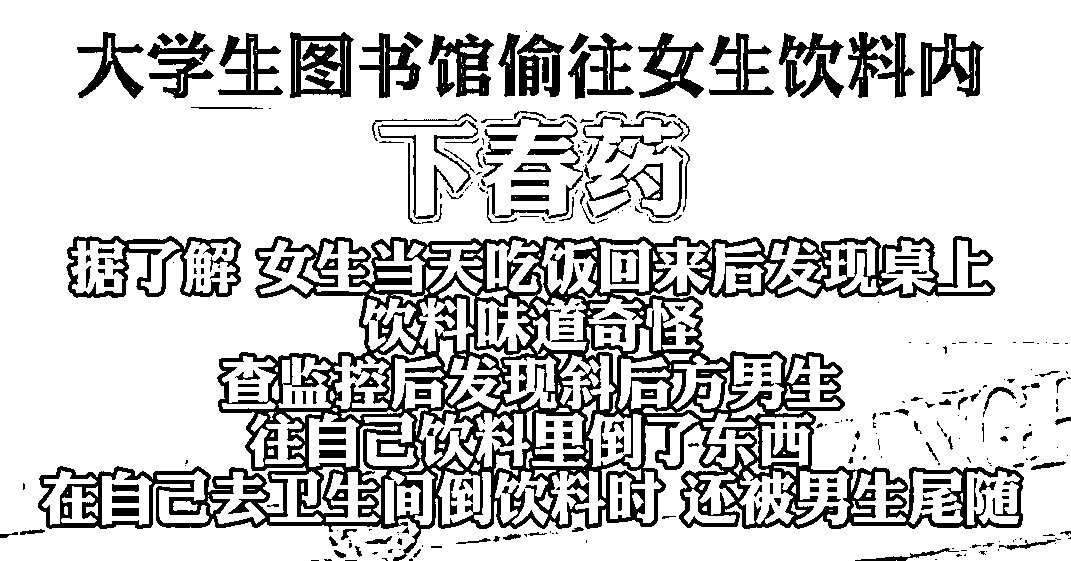 大学生图书馆偷往女生饮料内
下春药
据了解 女生当天吃饭回来后发现桌上
饮料味道奇怪
查监控后发现斜后方男生
往自己饮料里倒了东西
在自己去卫生间倒饮料时 还被男生尾随